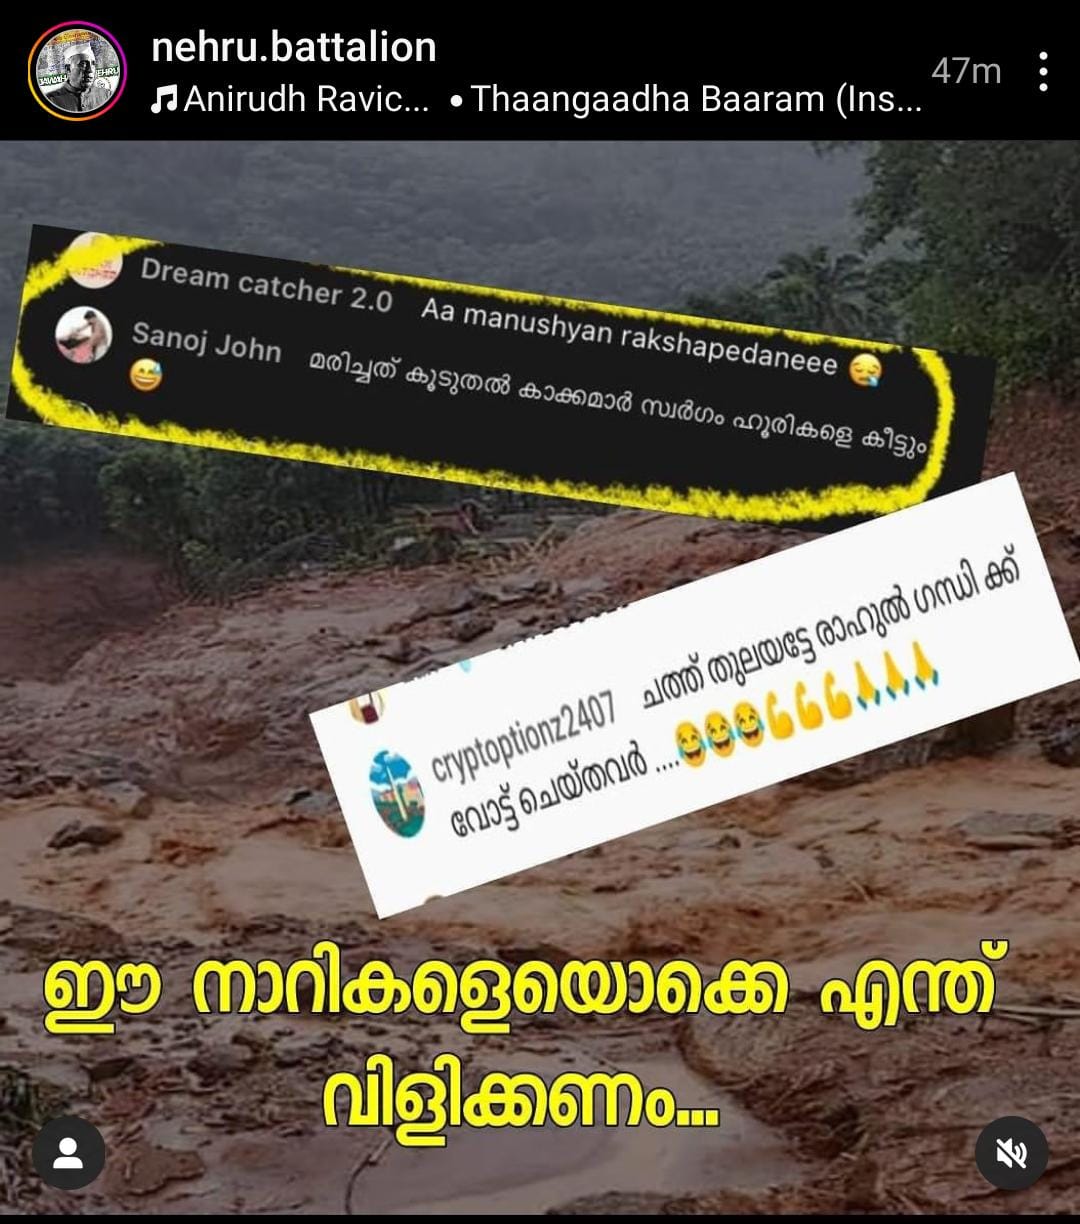 nehru.battalion
Anirudh Ravic... • Thaangaadha Baaram (Ins...
47m
Dream catcher 2.0 Aa manushyan rakshapedaneee 😪
Sanoj John മരിച്ചത് കൂടുതൽ കാക്കമാർ സ്വർഗം ഹൂരികളെ കീട്ടും
😅
cryptoptionz2407 ചത്ത് തുലയട്ടേ രാഹുൽ ഗന്ധി ക്ക്
വോട്ട് ചെയ്തവർ ....😂😂😂💪💪💪🙏🙏🙏
ഈ നാറികളെയൊക്കെ എന്ത്
വിളിക്കണം...